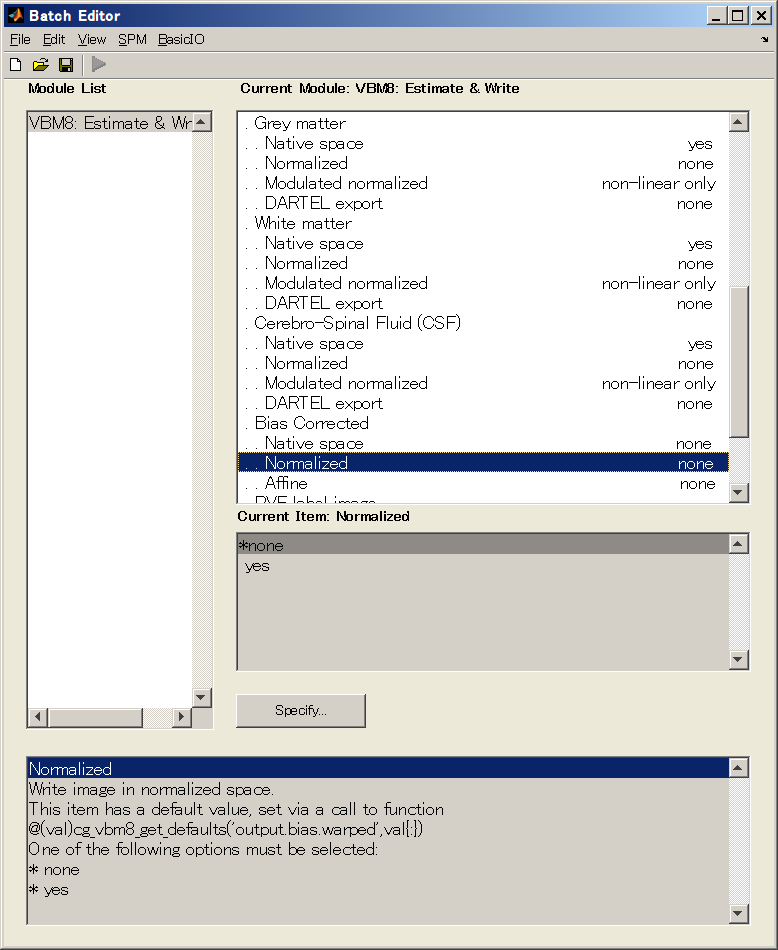 Batch Editor
File Edit View SPM BasicIO
Module List
VBM8: Estimate & Wr
Current Module: VBM8: Estimate & Write
. Grey matter
. . Native space yes
. . Normalized none
. . Modulated normalized non-linear only
. . DARTEL export none
. White matter
. . Native space yes
. . Normalized none
. . Modulated normalized non-linear only
. . DARTEL export none
. Cerebro-Spinal Fluid (CSF)
. . Native space yes
. . Normalized none
. . Modulated normalized non-linear only
. . DARTEL export none
. Bias Corrected
. . Native space none
. . Normalized none
. . Affine none
. PVE label image
Current Item: Normalized
*none
yes
Specify...
Normalized
Write image in normalized space.
This item has a default value, set via a call to function
@(val)cg_vbm8_get_defaults('output.bias.warped',val{:})
One of the following options must be selected:
* none
* yes